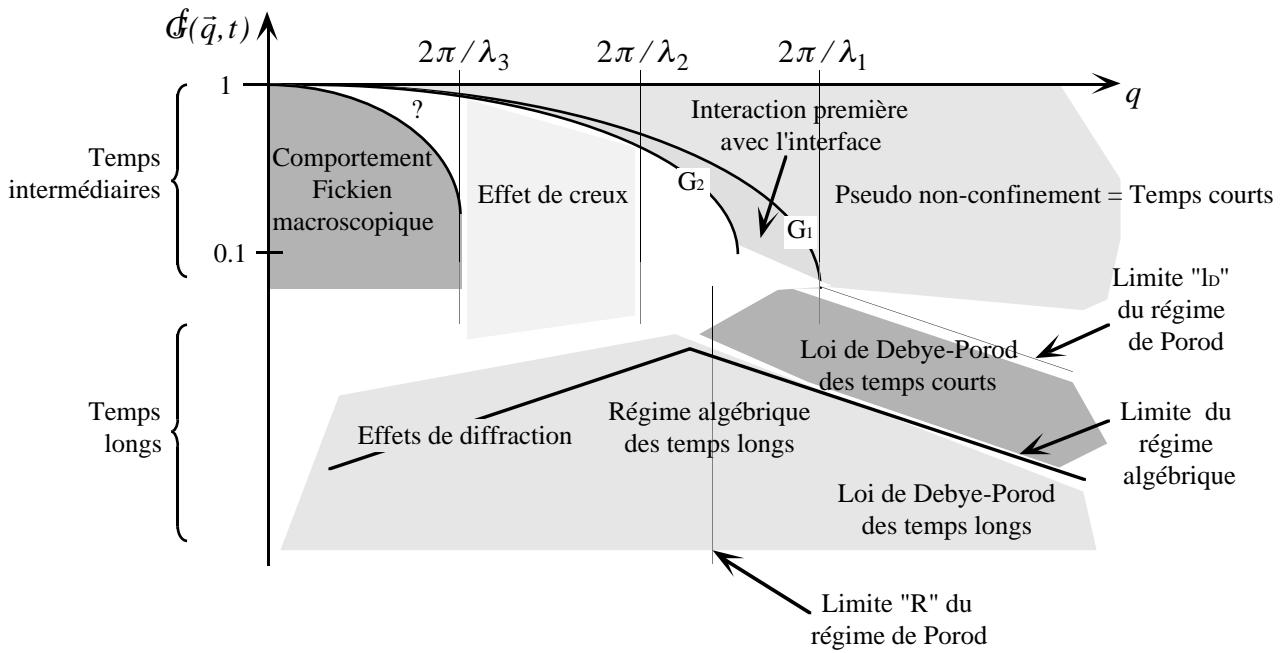 G(q⃗,t)
2π/λ3
2π/λ2
2π/λ1
1
q
?
Interaction première
avec l'interface
Temps
intermédiaires
Comportement
Fickien
macroscopique
Effet de creux
G2
G1
Pseudo non-confinement = Temps courts
0.1
Limite "lD"
du régime
de Porod
Loi de Debye-Porod
des temps courts
Temps
longs
Effets de diffraction
Régime algébrique
des temps longs
Limite du
régime
algébrique
Loi de Debye-Porod
des temps longs
Limite "R" du
régime de Porod